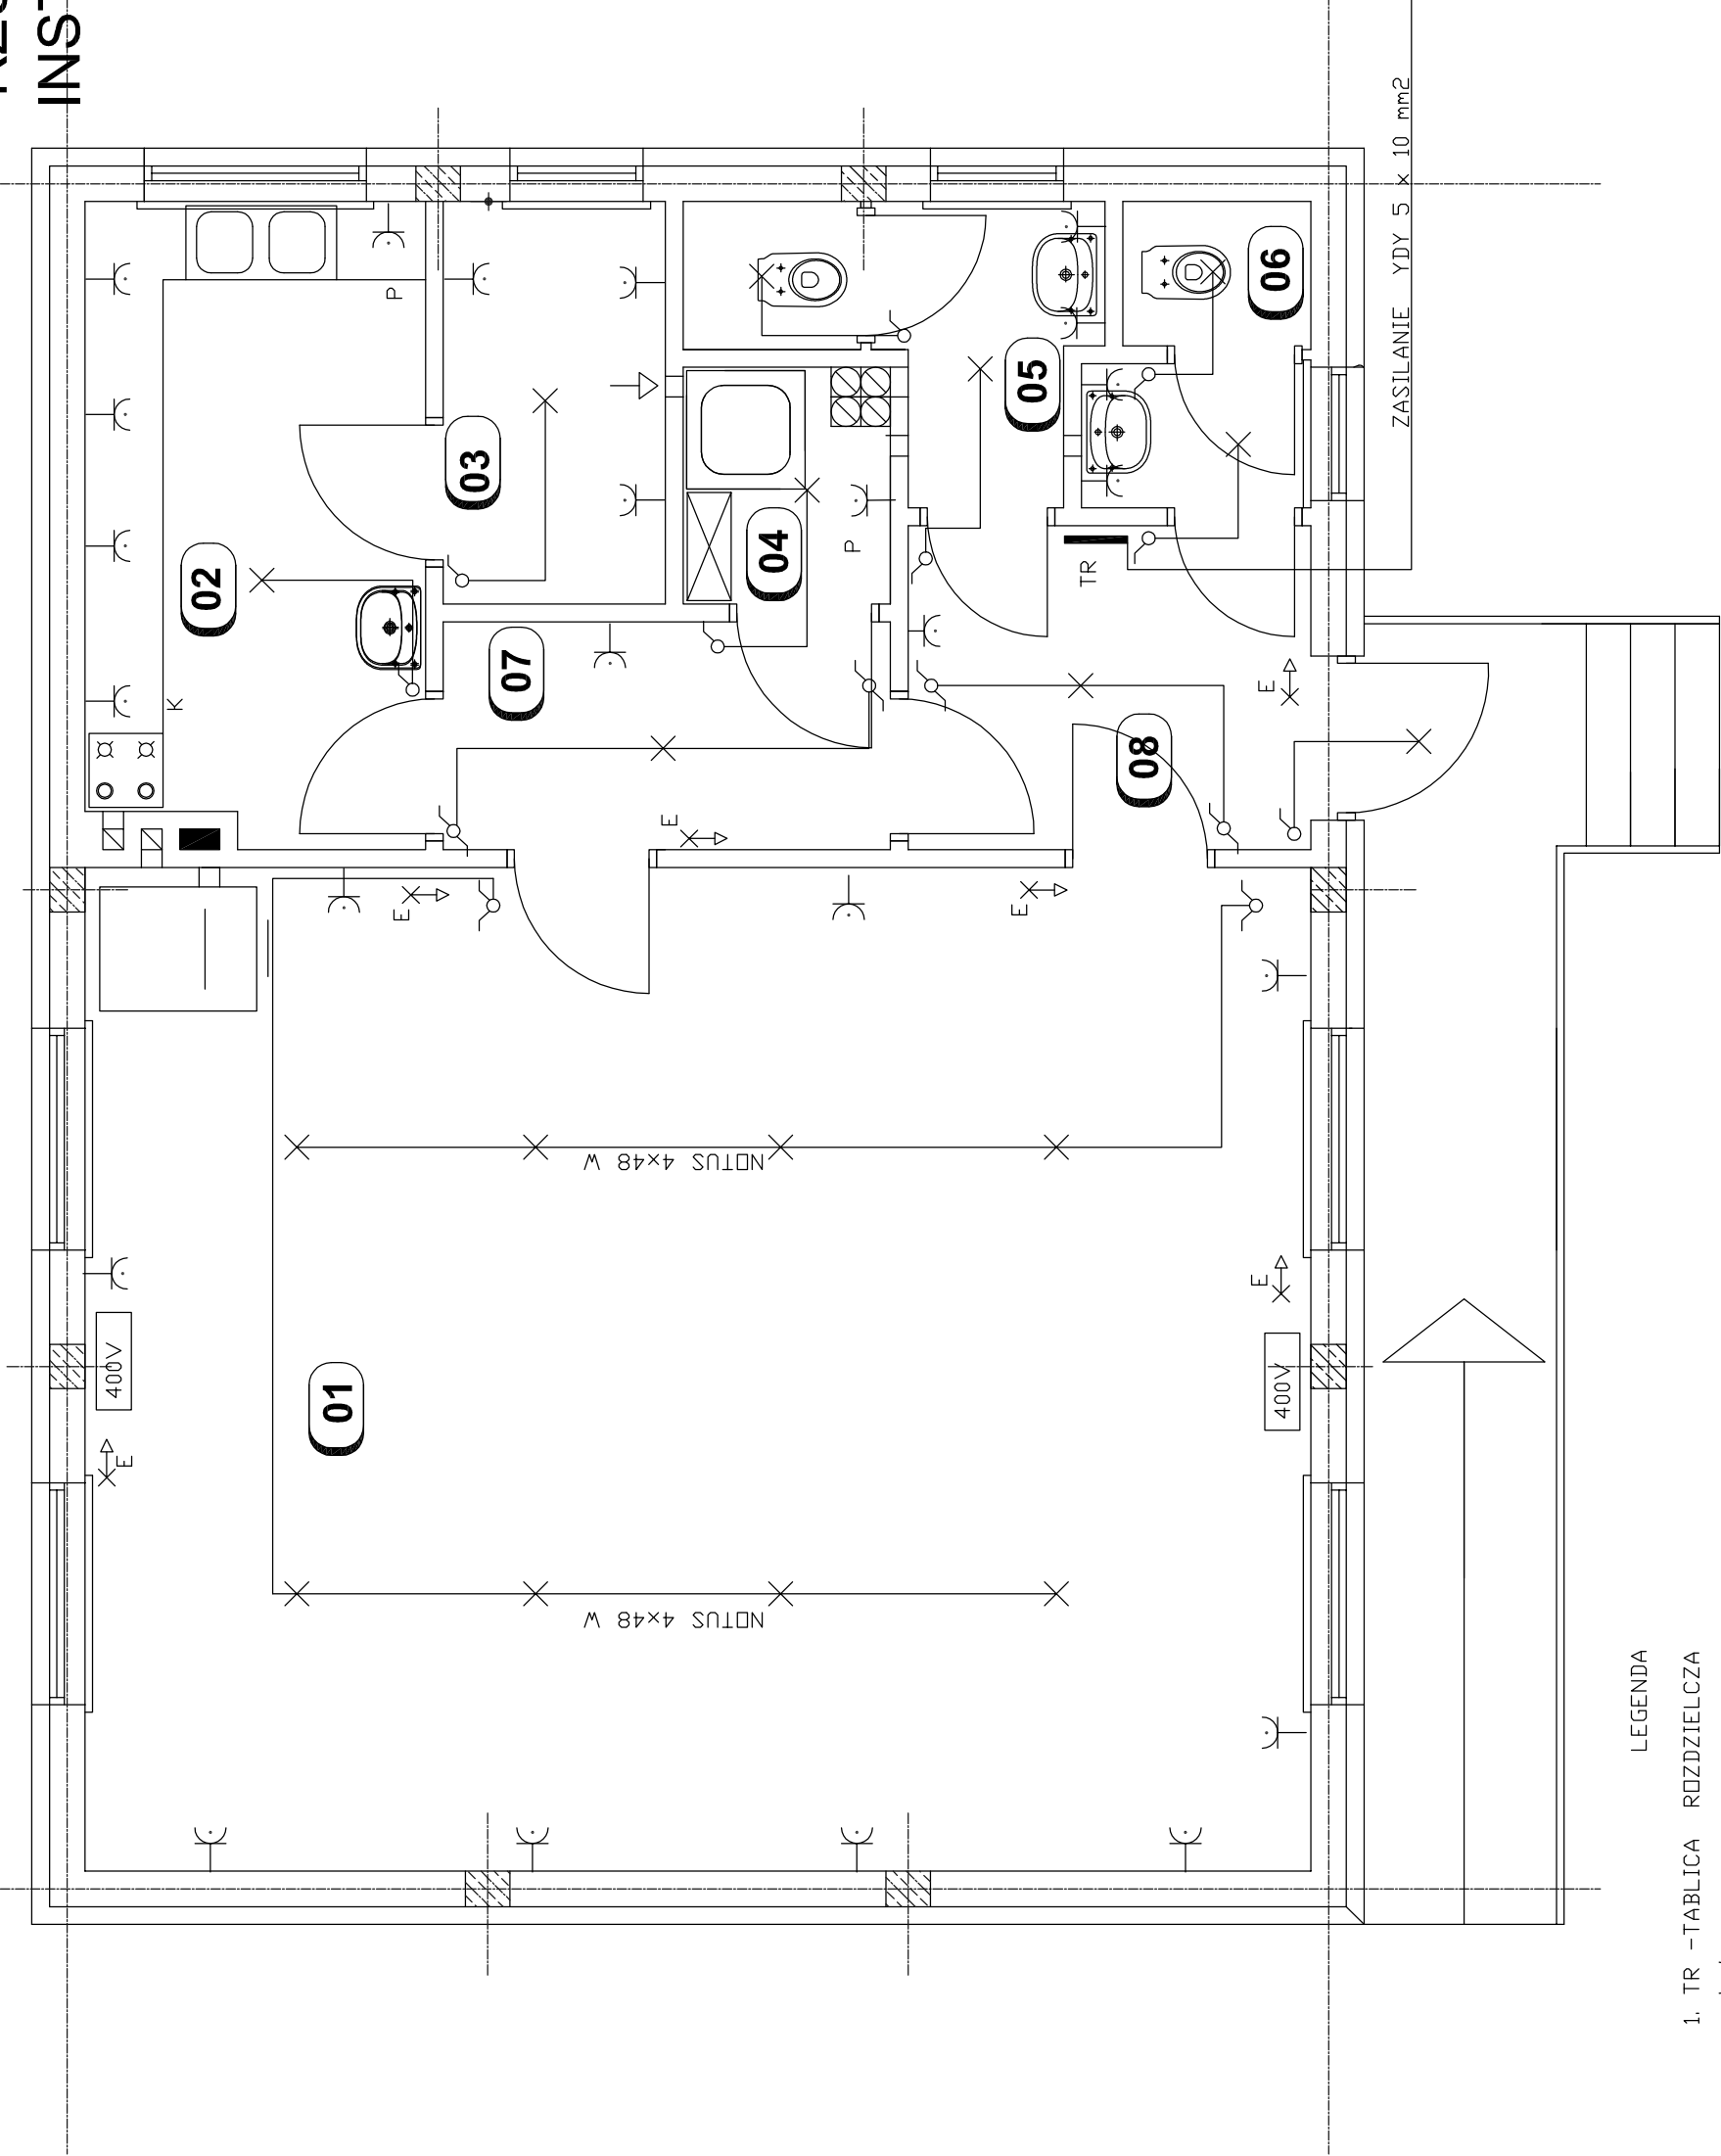 INST
ZASILANIE YDY 5 x 10 mm2
P
03
05
06
02
04
P
TR
K
07
E
08
E
E
E
NOTUS 4x48 W
400V
E
01
400V
E
NOTUS 4x48 W
LEGENDA
1. TR -TABLICA ROZDZIELCZA